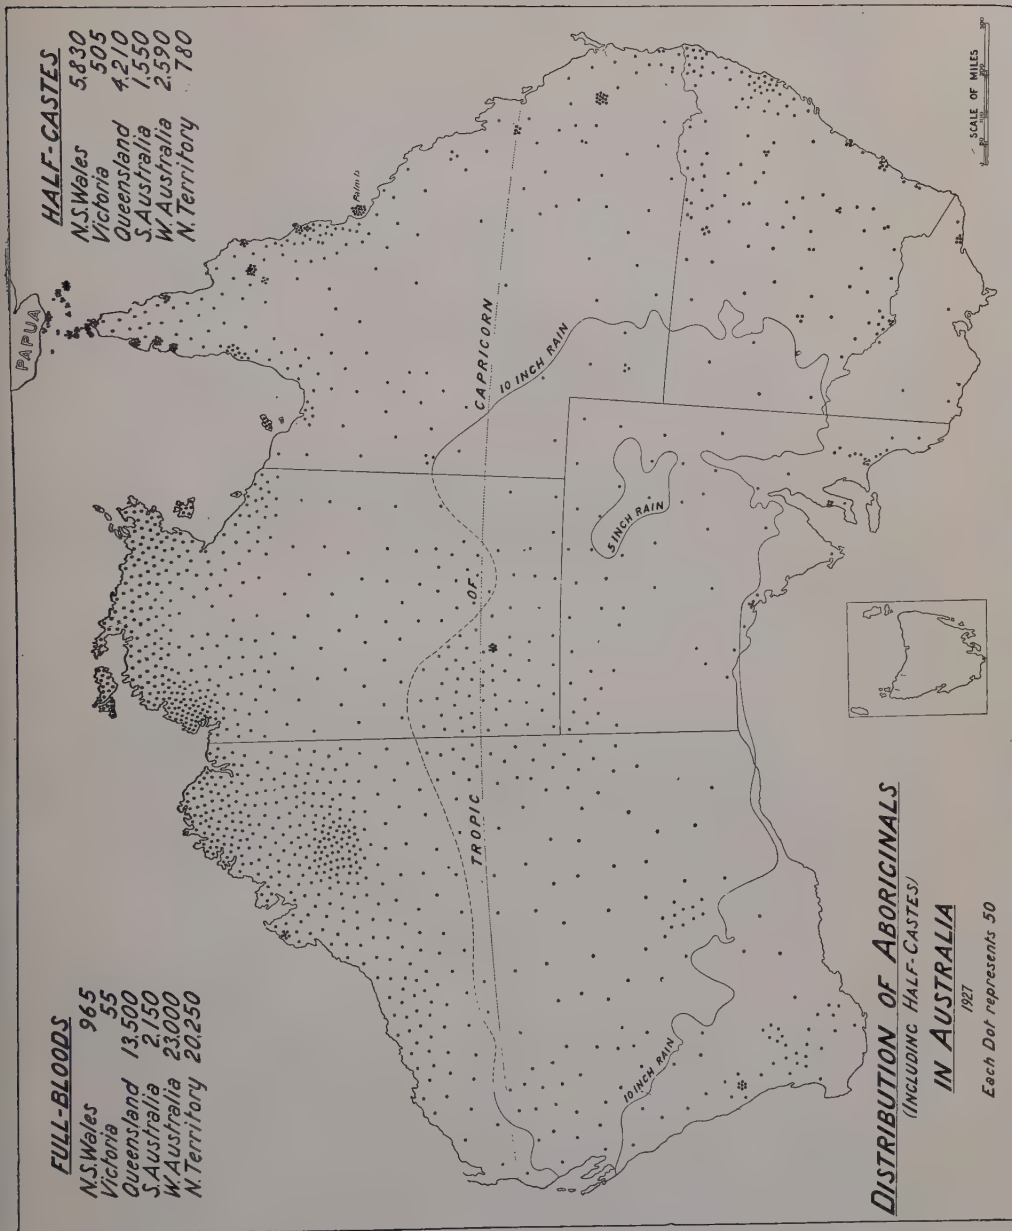 FULL-BLOODS
N.S.Wales 965
Victoria 55
Queensland 13,500
S.Australia 2,150
W.Australia 23,000
N.Territory 20,250
PAPUA
HALF-CASTES
N.S.Wales 5,830
Victoria 505
Queensland 4,210
S.Australia 1,550
W.Australia 2,590
N.Territory 780
Palm Is
TROPIC OF CAPRICORN
10 INCH RAIN
5 INCH RAIN
10 INCH RAIN
DISTRIBUTION OF ABORIGINALS
(INCLUDING HALF-CASTES)
IN AUSTRALIA
1927
Each Dot represents 50
SCALE OF MILES